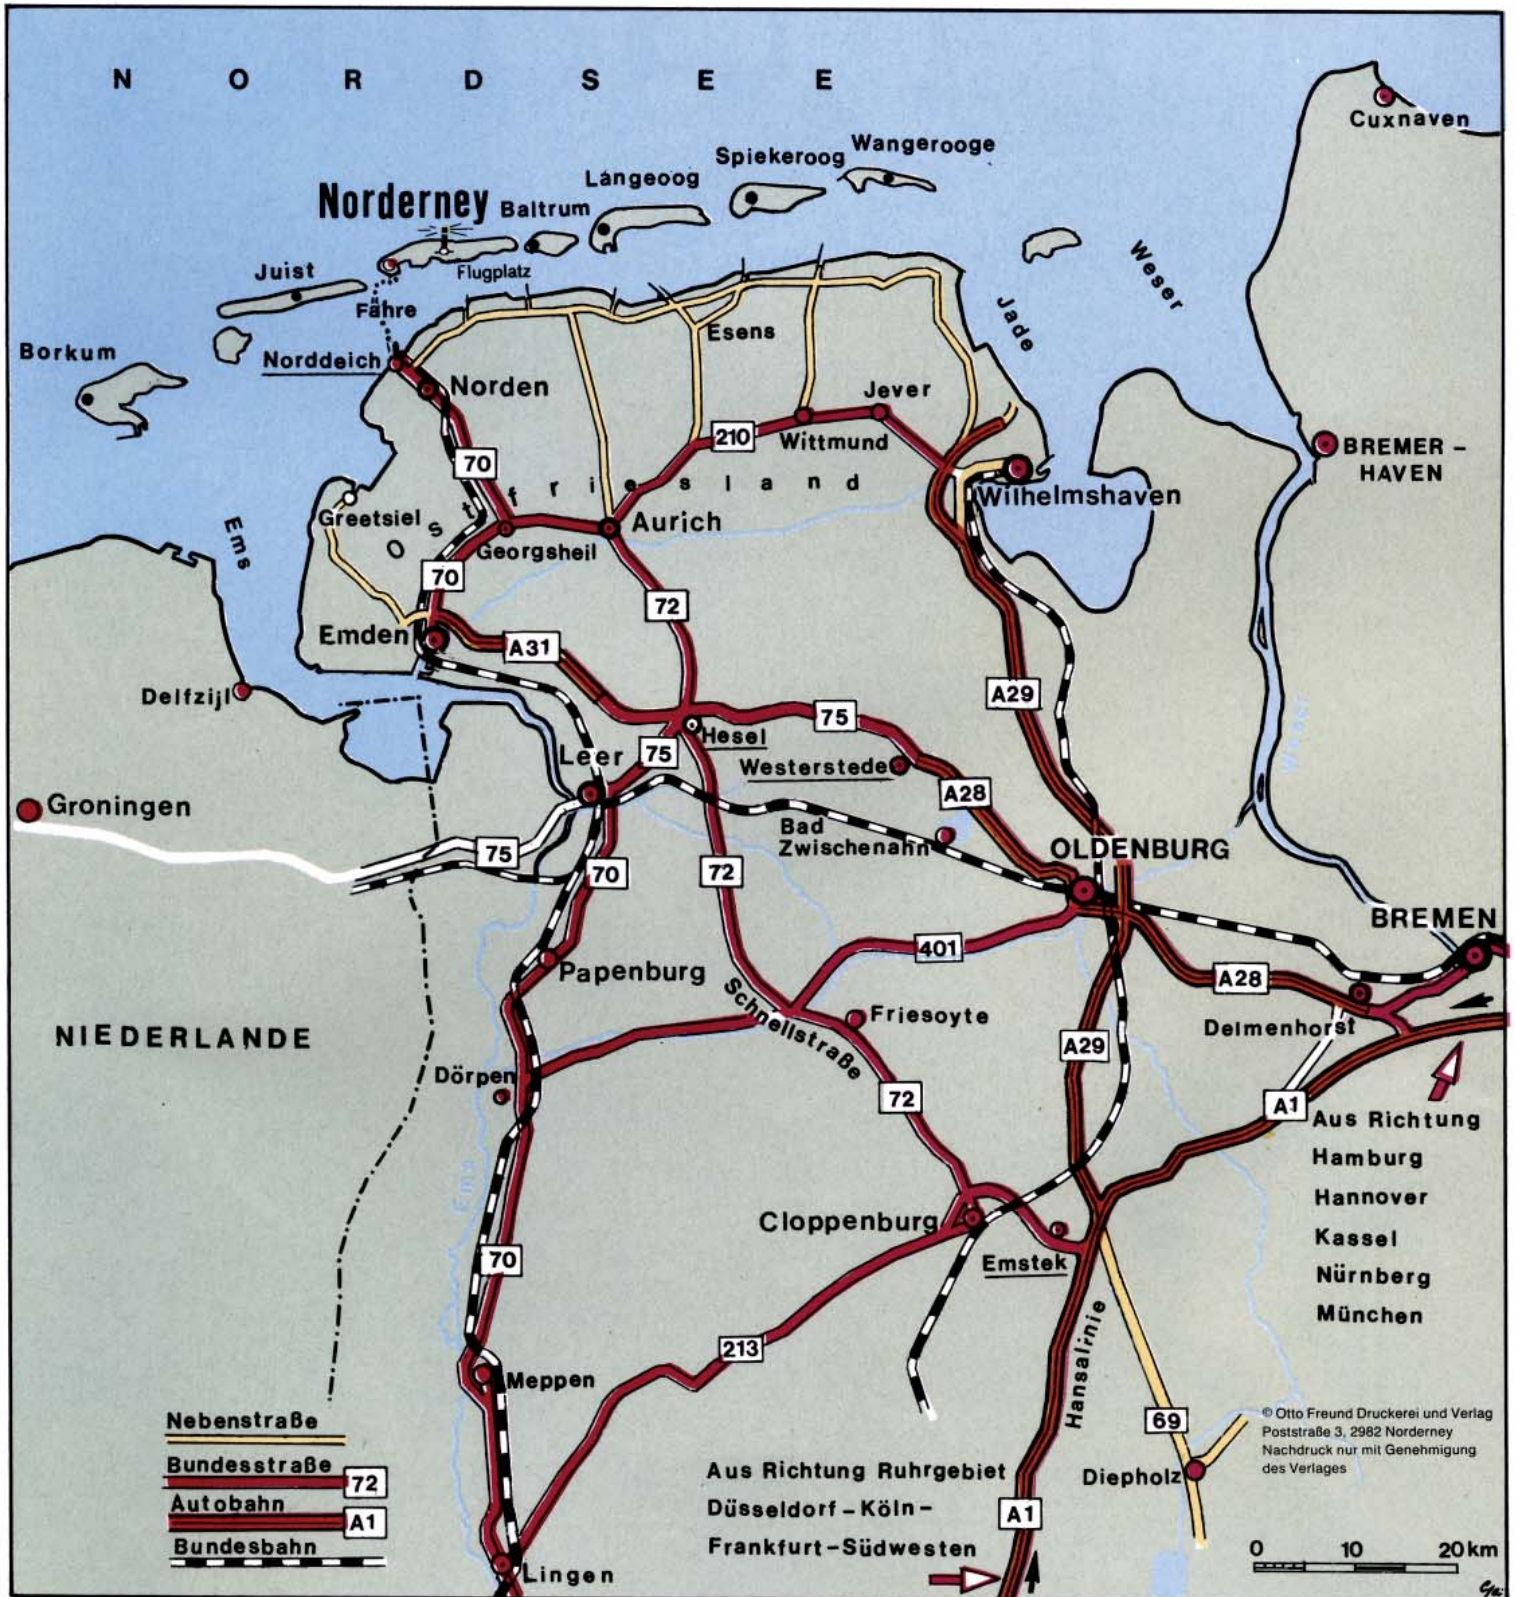 N O R D S E E
Cuxnaven
Wangerooge
Spiekeroog
Långeoog
Norderney
Baltrum
Juist
Flugplatz
Fähre
Weser
Jade
Borkum
Norddeich
Esens
Norden
Jever
210
Wittmund
BREMER-
HAVEN
70
Ostfriesland
Wilhelmshaven
Greetsiel
Ems
Aurich
Georgsheil
70
72
Emden
A31
Delfzijl
A29
75
Hesel
Leer
75
Westerstede
Weser
A28
Groningen
Bad
Zwischenahn
OLDENBURG
75
70
72
BREMEN
401
Papenburg
A28
Schnellstraße
Friesoyte
Delmenhorst
NIEDERLANDE
A29
Dörpen
72
A1
Aus Richtung
Hamburg
Hannover
Kassel
Nürnberg
München
Ems
Cloppenburg
Emstek
70
213
Hansalinie
Meppen
69
Diepholz
Nebenstraße
Bundesstraße
72
Autobahn
A1
Bundesbahn
Aus Richtung Ruhrgebiet
Düsseldorf-Köln-
Frankfurt-Südwesten
A1
Lingen
© Otto Freund Druckerei und Verlag
Poststraße 3, 2982 Norderney
Nachdruck nur mit Genehmigung
des Verlages
0 10 20 km